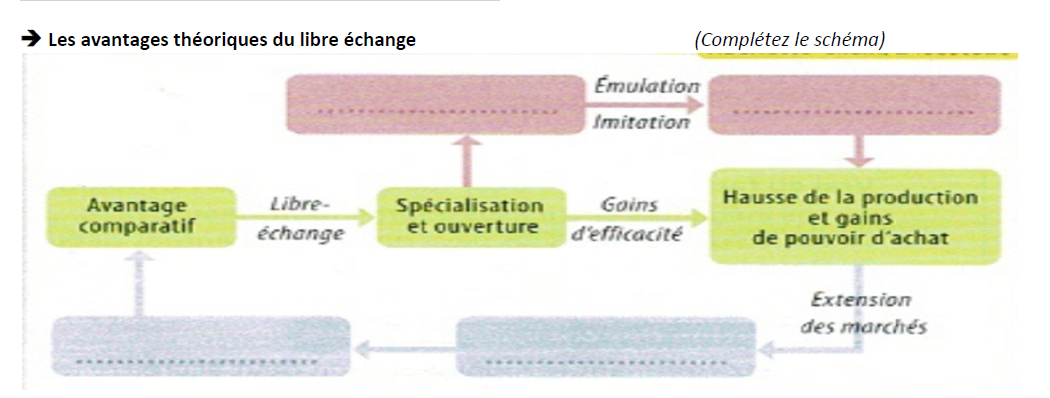 ➔ Les avantages théoriques du libre échange (Complétez le schéma)
Émulation
Imitation
Avantage
comparatif
Libre-
échange
Spécialisation
et ouverture
Gains
d'efficacité
Hausse de la production
et gains
de pouvoir d'achat
Extension
des marchés